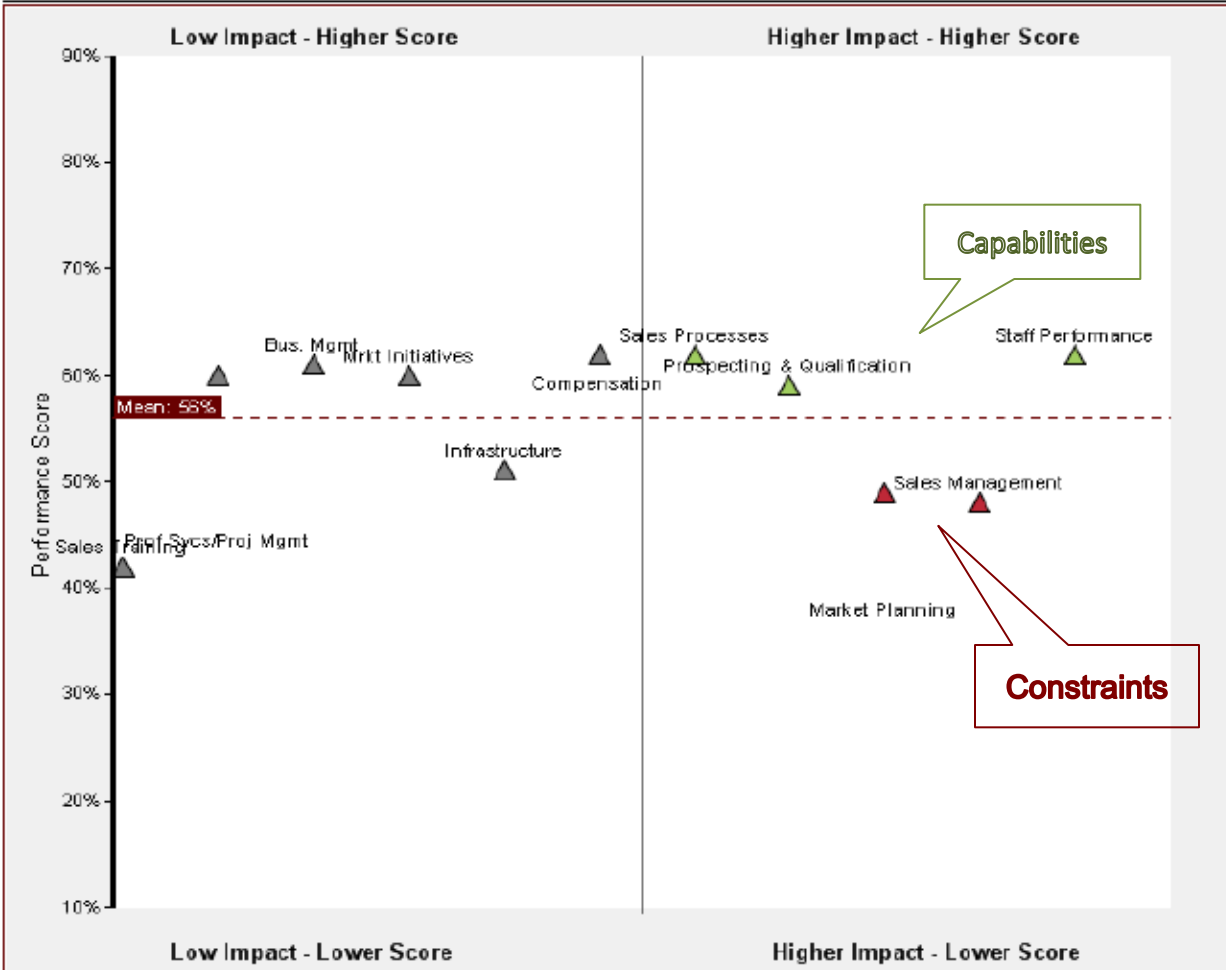 Low Impact - Higher Score
Higher Impact - Higher Score
90%
80%
Capabilities
70%
Sales Processes
Staff Performance
Bus. Mgmt
Mrkt Initiatives
Prospecting & Qualification
60%
Compensation
Mean: 56%
Performance Score
Infrastructure
50%
Sales Management
Prof Svcs/Proj Mgmt
Sales Training
40%
Market Planning
Constraints
30%
20%
10%
Low Impact - Lower Score
Higher Impact - Lower Score